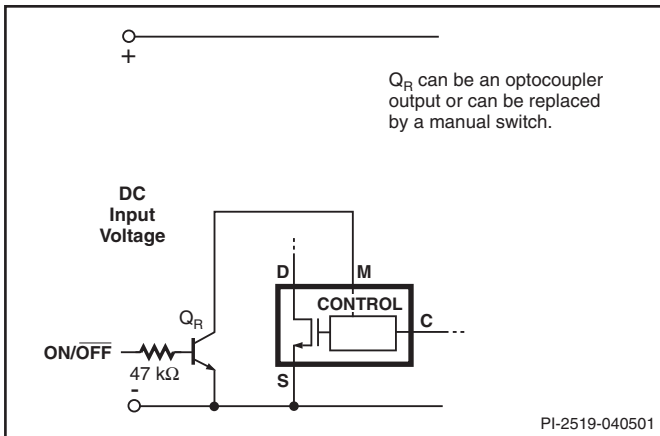 +
QR can be an optocoupler
output or can be replaced
by a manual switch.
DC
Input
Voltage
D
M
CONTROL
C
QR
ON/O̅F̅F̅
47 kΩ
S
-
PI-2519-040501